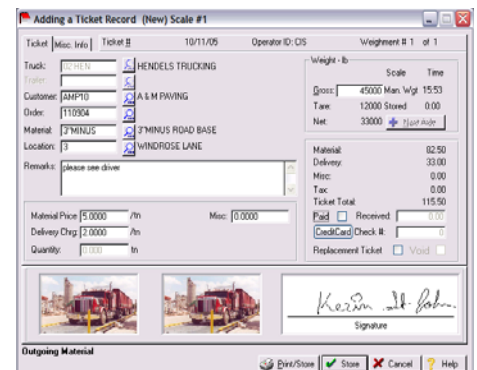 Adding a Ticket Record (New) Scale #1
Ticket Misc. Info Ticket # 10/11/05 Operator ID: CIS Weighment # 1 of 1
Truck: 02HEN HENDELS TRUCKING
Trailer:
Customer: AMP10 A & M PAVING
Order: 110904
Material: 3"MINUS 3"MINUS ROAD BASE
Location: 3 WINDROSE LANE
Remarks: please see driver
Material Price 5.0000 /tn Misc: 0.0000
Delivery Chrg: 2.0000 /tn
Quantity: 0.000 tn
Weight - lb
Scale Time
Gross: 45000 Man. Wgt 15:53
Tare: 12000 Stored 0:00
Net: 33000 Next Axle
Material: 82.50
Delivery: 33.00
Misc: 0.00
Tax: 0.00
Ticket Total: 115.50
Paid Received: 0.00
CreditCard Check #: 0
Replacement Ticket Void
Signature
Outgoing Material
Print/Store Store Cancel Help